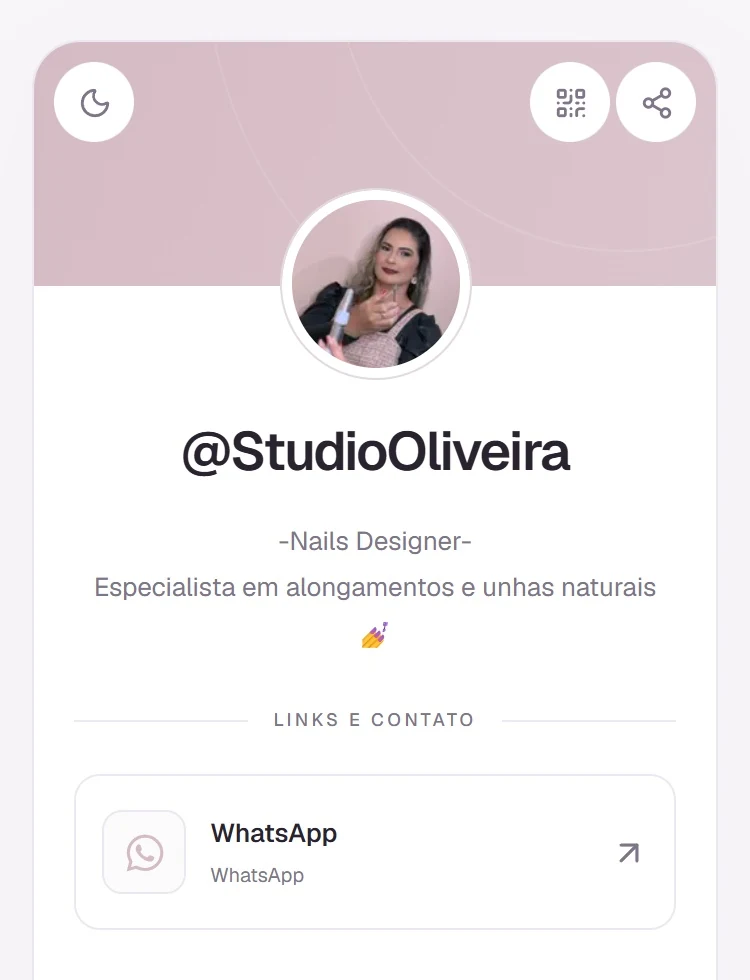 @StudioOliveira
-Nails Designer-
Especialista em alongamentos e unhas naturais
💅
LINKS E CONTATO
WhatsApp
WhatsApp